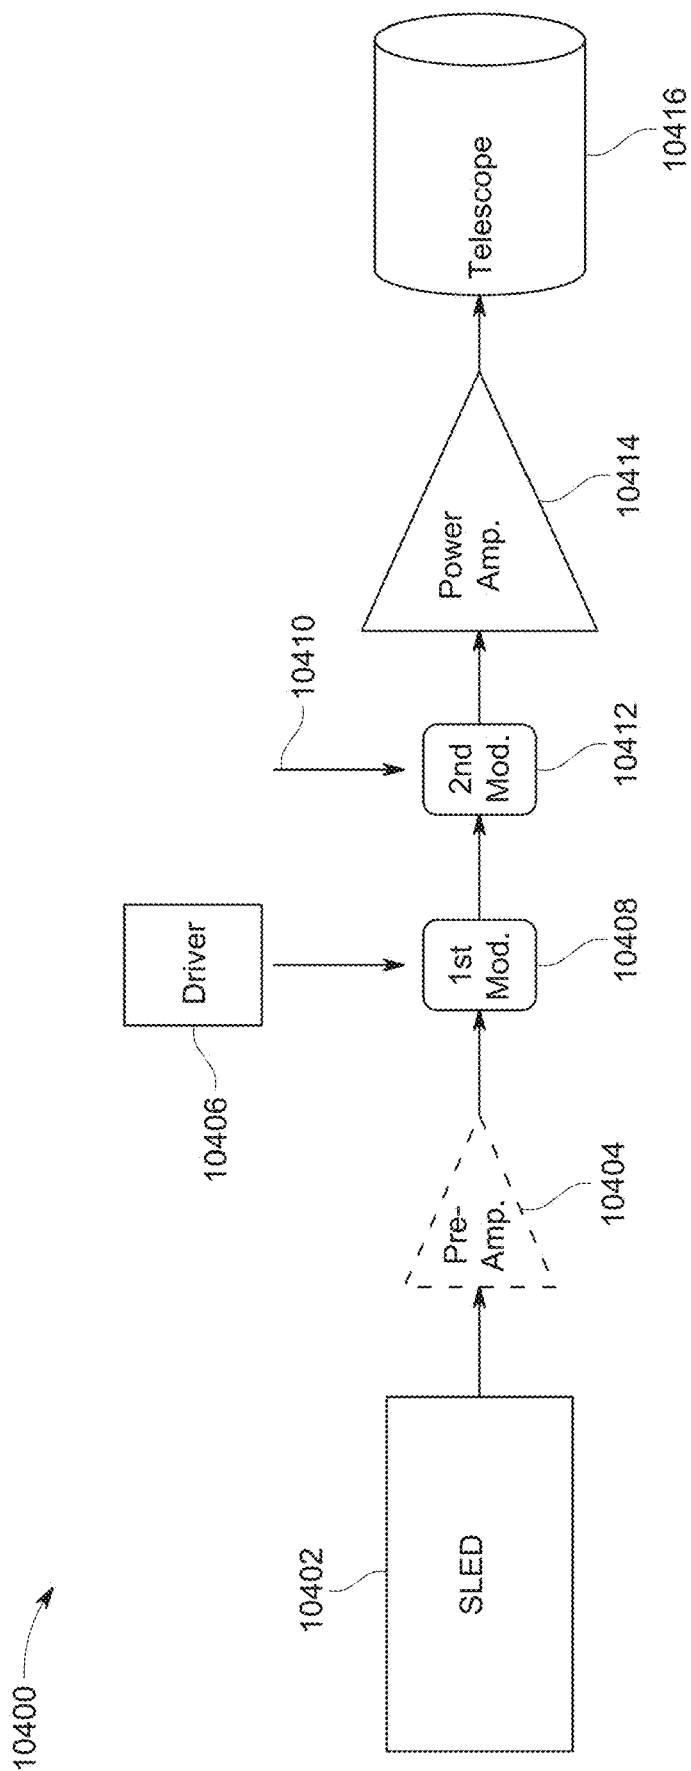 10400
10402
SLED
Pre-
Amp.
10404
10406
Driver
1st
Mod.
10408
10410
2nd
Mod.
10412
Power
Amp.
10414
Telescope
10416